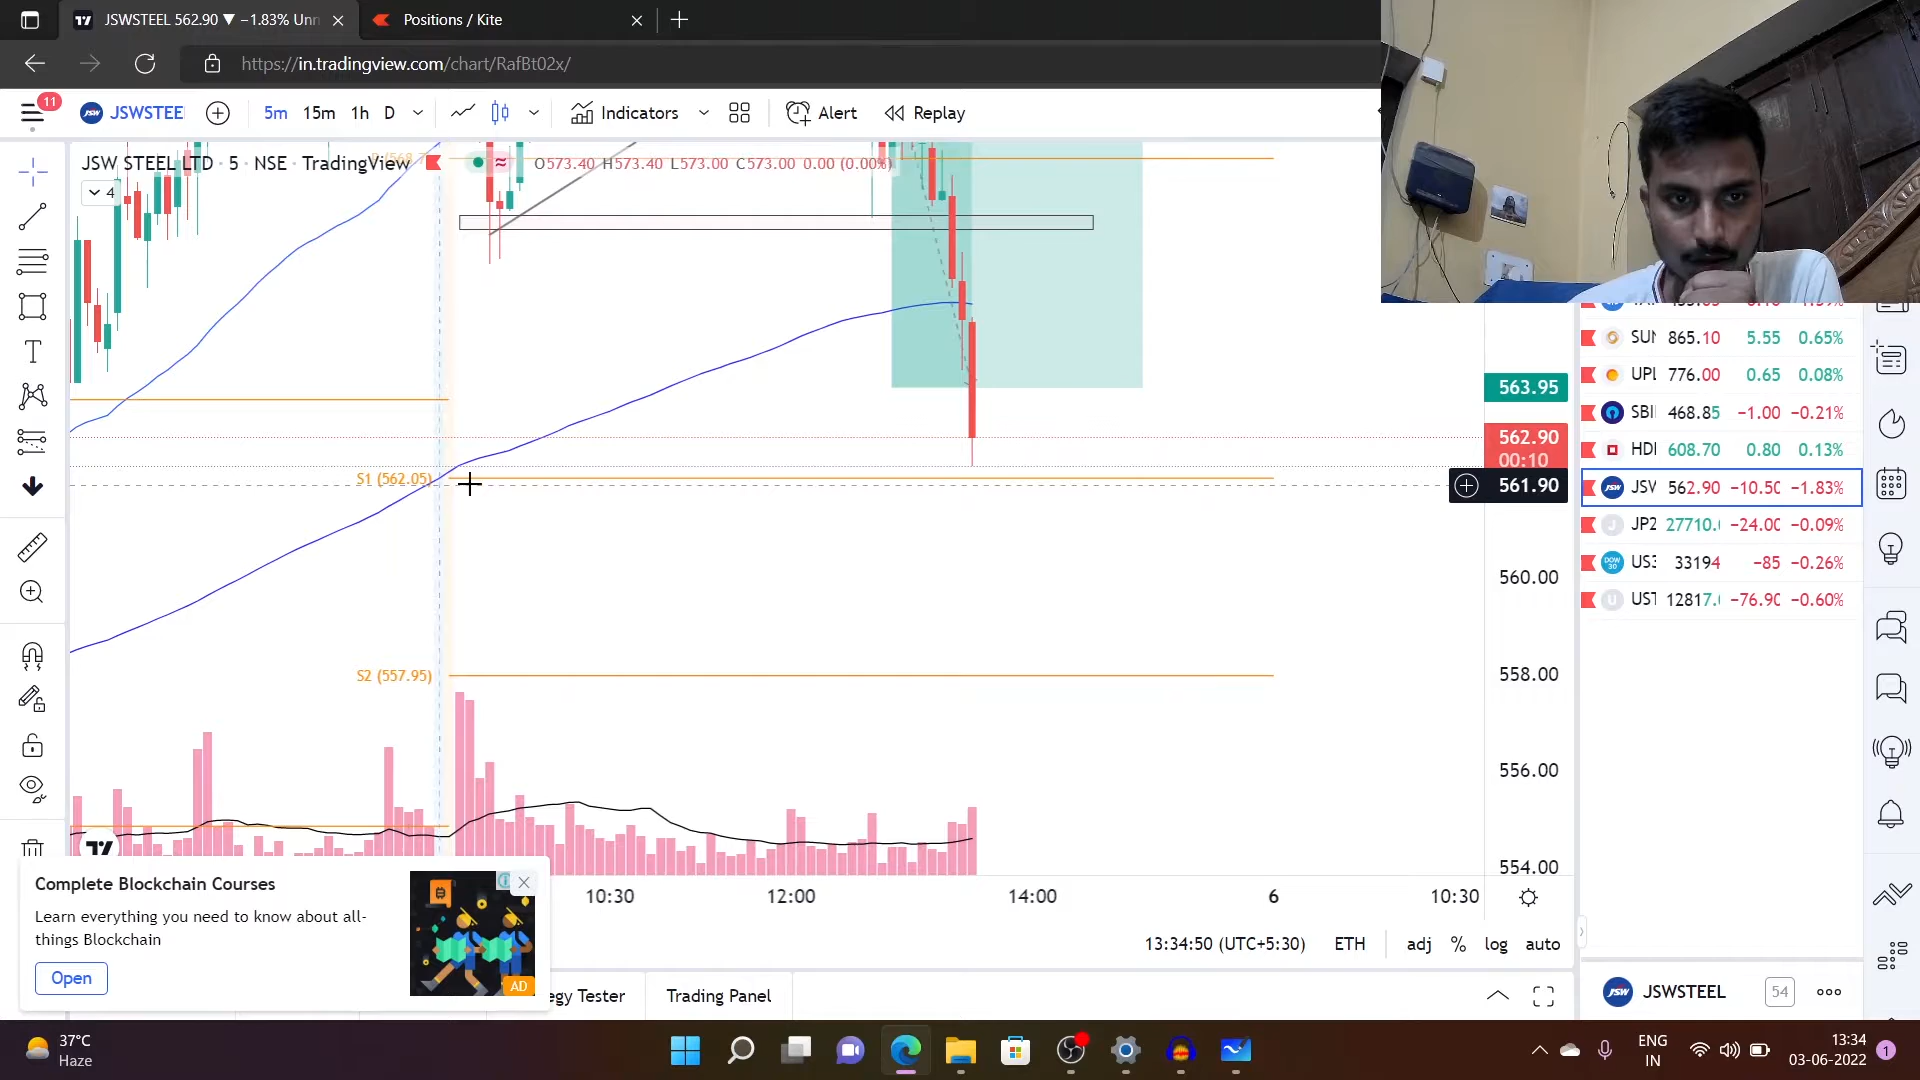 JSWSTEEL 562.90 ▼ −1.83% Unn
Positions / Kite
https://in.tradingview.com/chart/RafBt02x/
11
JSWSTEE
5m 15m 1h D
Indicators
Alert
Replay
JSW STEEL LTD · 5 · NSE · TradingView
O573.40 H573.40 L573.00 C573.00 0.00 (0.00%)
4
S1 (562.05)
S2 (557.95)
563.95
562.90
00:10
561.90
560.00
558.00
556.00
554.00
10:30 12:00 14:00 6 10:30
13:34:50 (UTC+5:30) ETH adj % log auto
SUN 865.10 5.55 0.65%
UPL 776.00 0.65 0.08%
SBI 468.85 −1.00 −0.21%
HDI 608.70 0.80 0.13%
JSW 562.90 −10.50 −1.83%
JP2 27710. −24.00 −0.09%
US3 33194 −85 −0.26%
UST 12817. −76.90 −0.60%
Complete Blockchain Courses
Learn everything you need to know about all-
things Blockchain
Open
AD
egy Tester
Trading Panel
JSWSTEEL 54
37°C
Haze
ENG
IN
13:34
03-06-2022
1